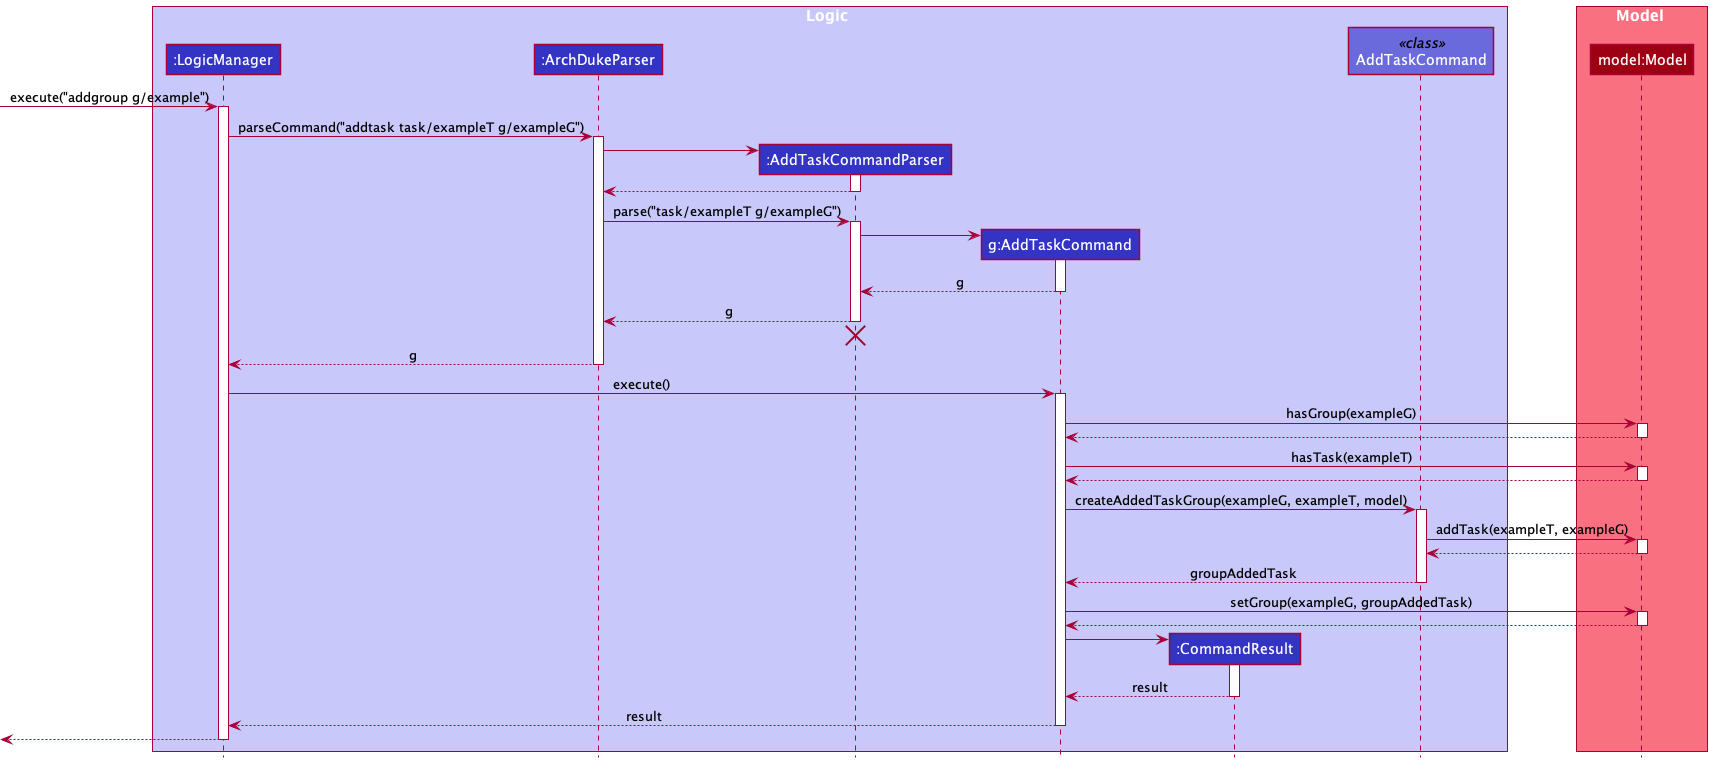 Logic
Model
«class»
:LogicManager
:ArchDukeParser
AddTaskCommand
model:Model
execute("addgroup g/example")
parseCommand("addtask task/exampleT g/exampleG")
:AddTaskCommandParser
parse("task/exampleT g/exampleG")
g:AddTaskCommand
g
g
g
execute()
hasGroup(exampleG)
hasTask(exampleT)
createAddedTaskGroup(exampleG, exampleT, model)
addTask(exampleT, exampleG)
groupAddedTask
setGroup(exampleG, groupAddedTask)
:CommandResult
result
result